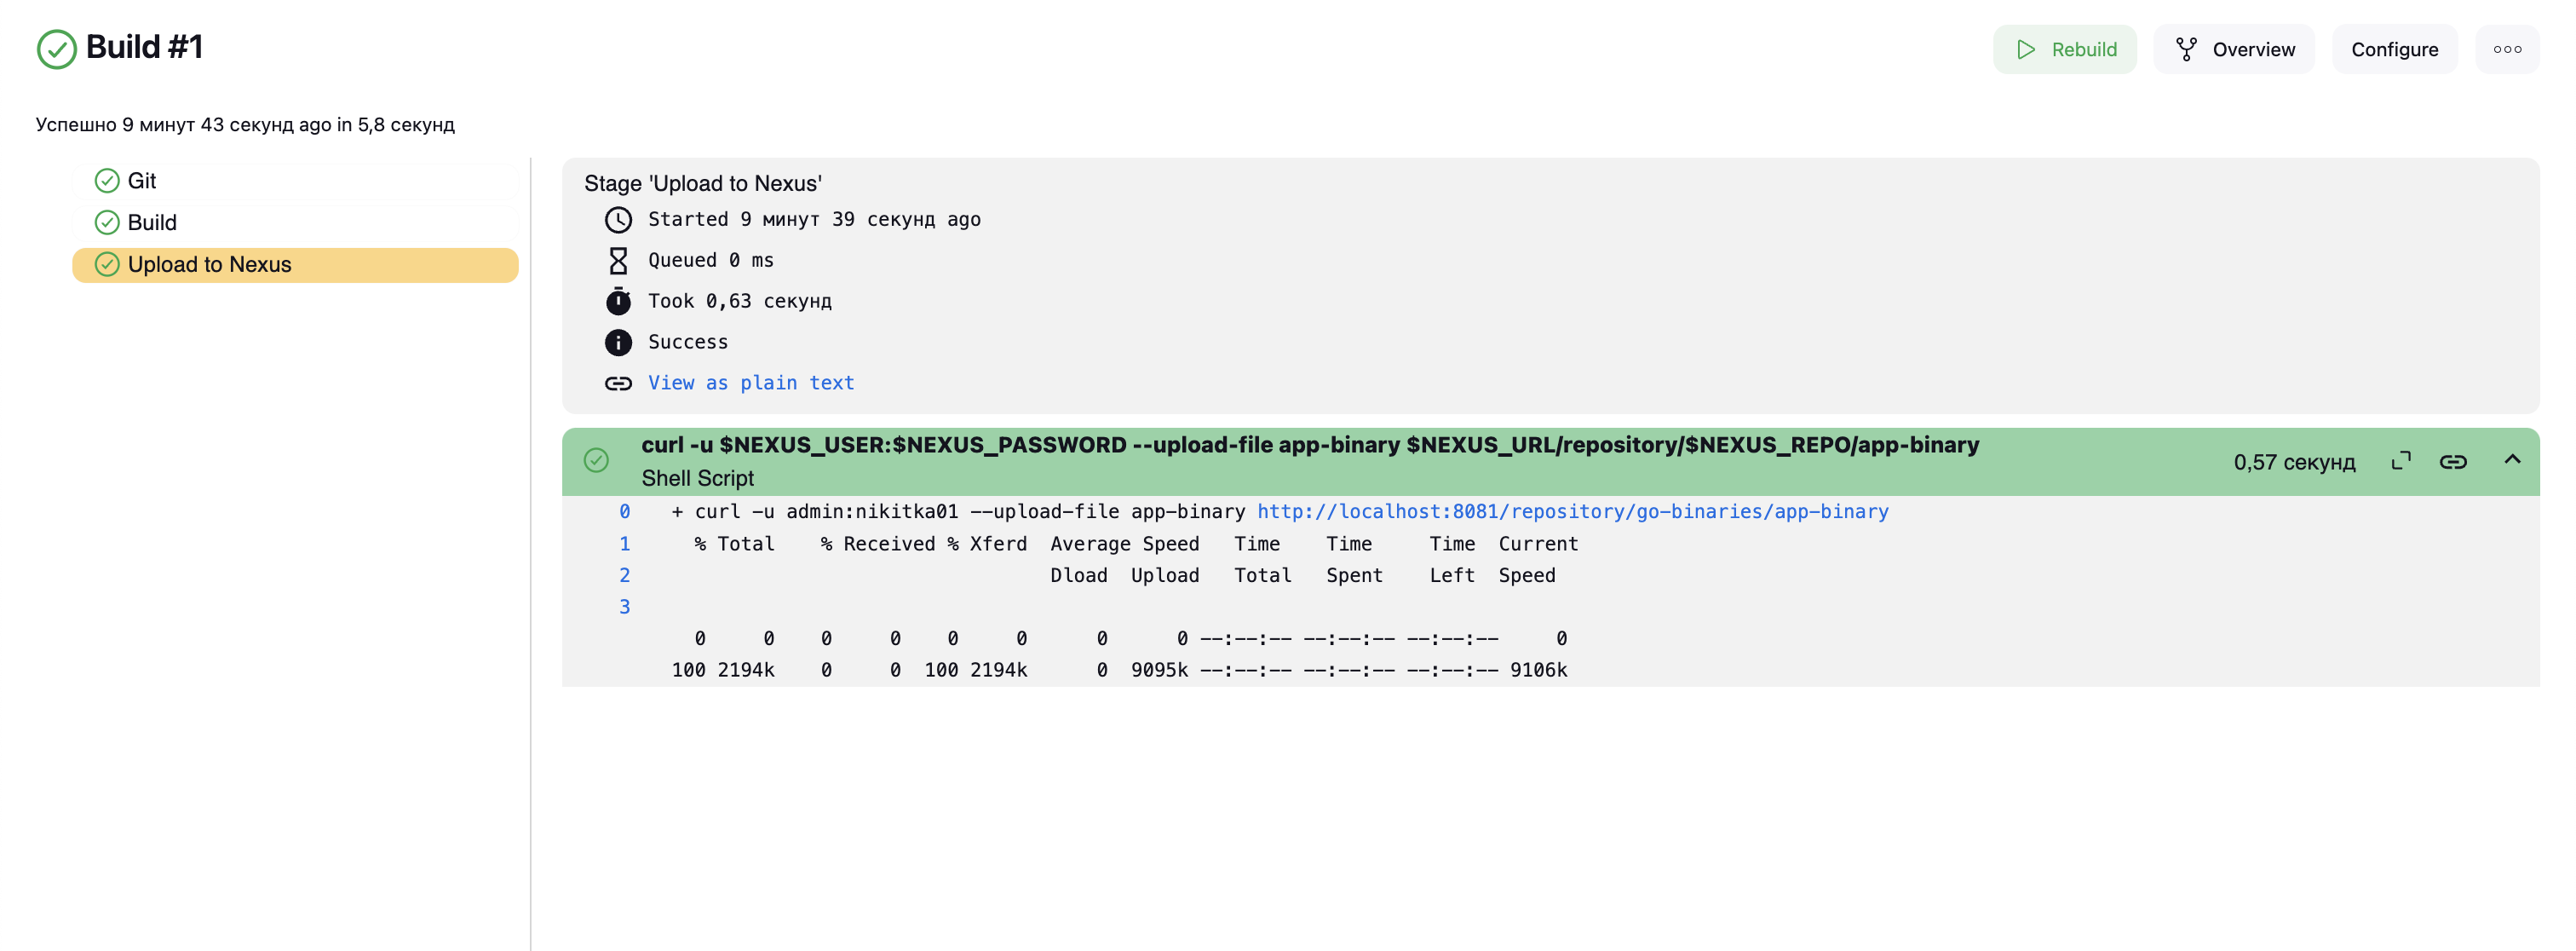 Build #1
Rebuild
Overview
Configure
Успешно 9 минут 43 секунд ago in 5,8 секунд
Git
Build
Upload to Nexus
Stage 'Upload to Nexus'
Started 9 минут 39 секунд ago
Queued 0 ms
Took 0,63 секунд
Success
View as plain text
curl -u $NEXUS_USER:$NEXUS_PASSWORD --upload-file app-binary $NEXUS_URL/repository/$NEXUS_REPO/app-binary
Shell Script
0,57 секунд
0 + curl -u admin:nikitka01 --upload-file app-binary http://localhost:8081/repository/go-binaries/app-binary
1 % Total % Received % Xferd Average Speed Time Time Time Current
2 Dload Upload Total Spent Left Speed
3
0 0 0 0 0 0 0 0 --:--:-- --:--:-- --:--:-- 0
100 2194k 0 0 100 2194k 0 9095k --:--:-- --:--:-- --:--:-- 9106k